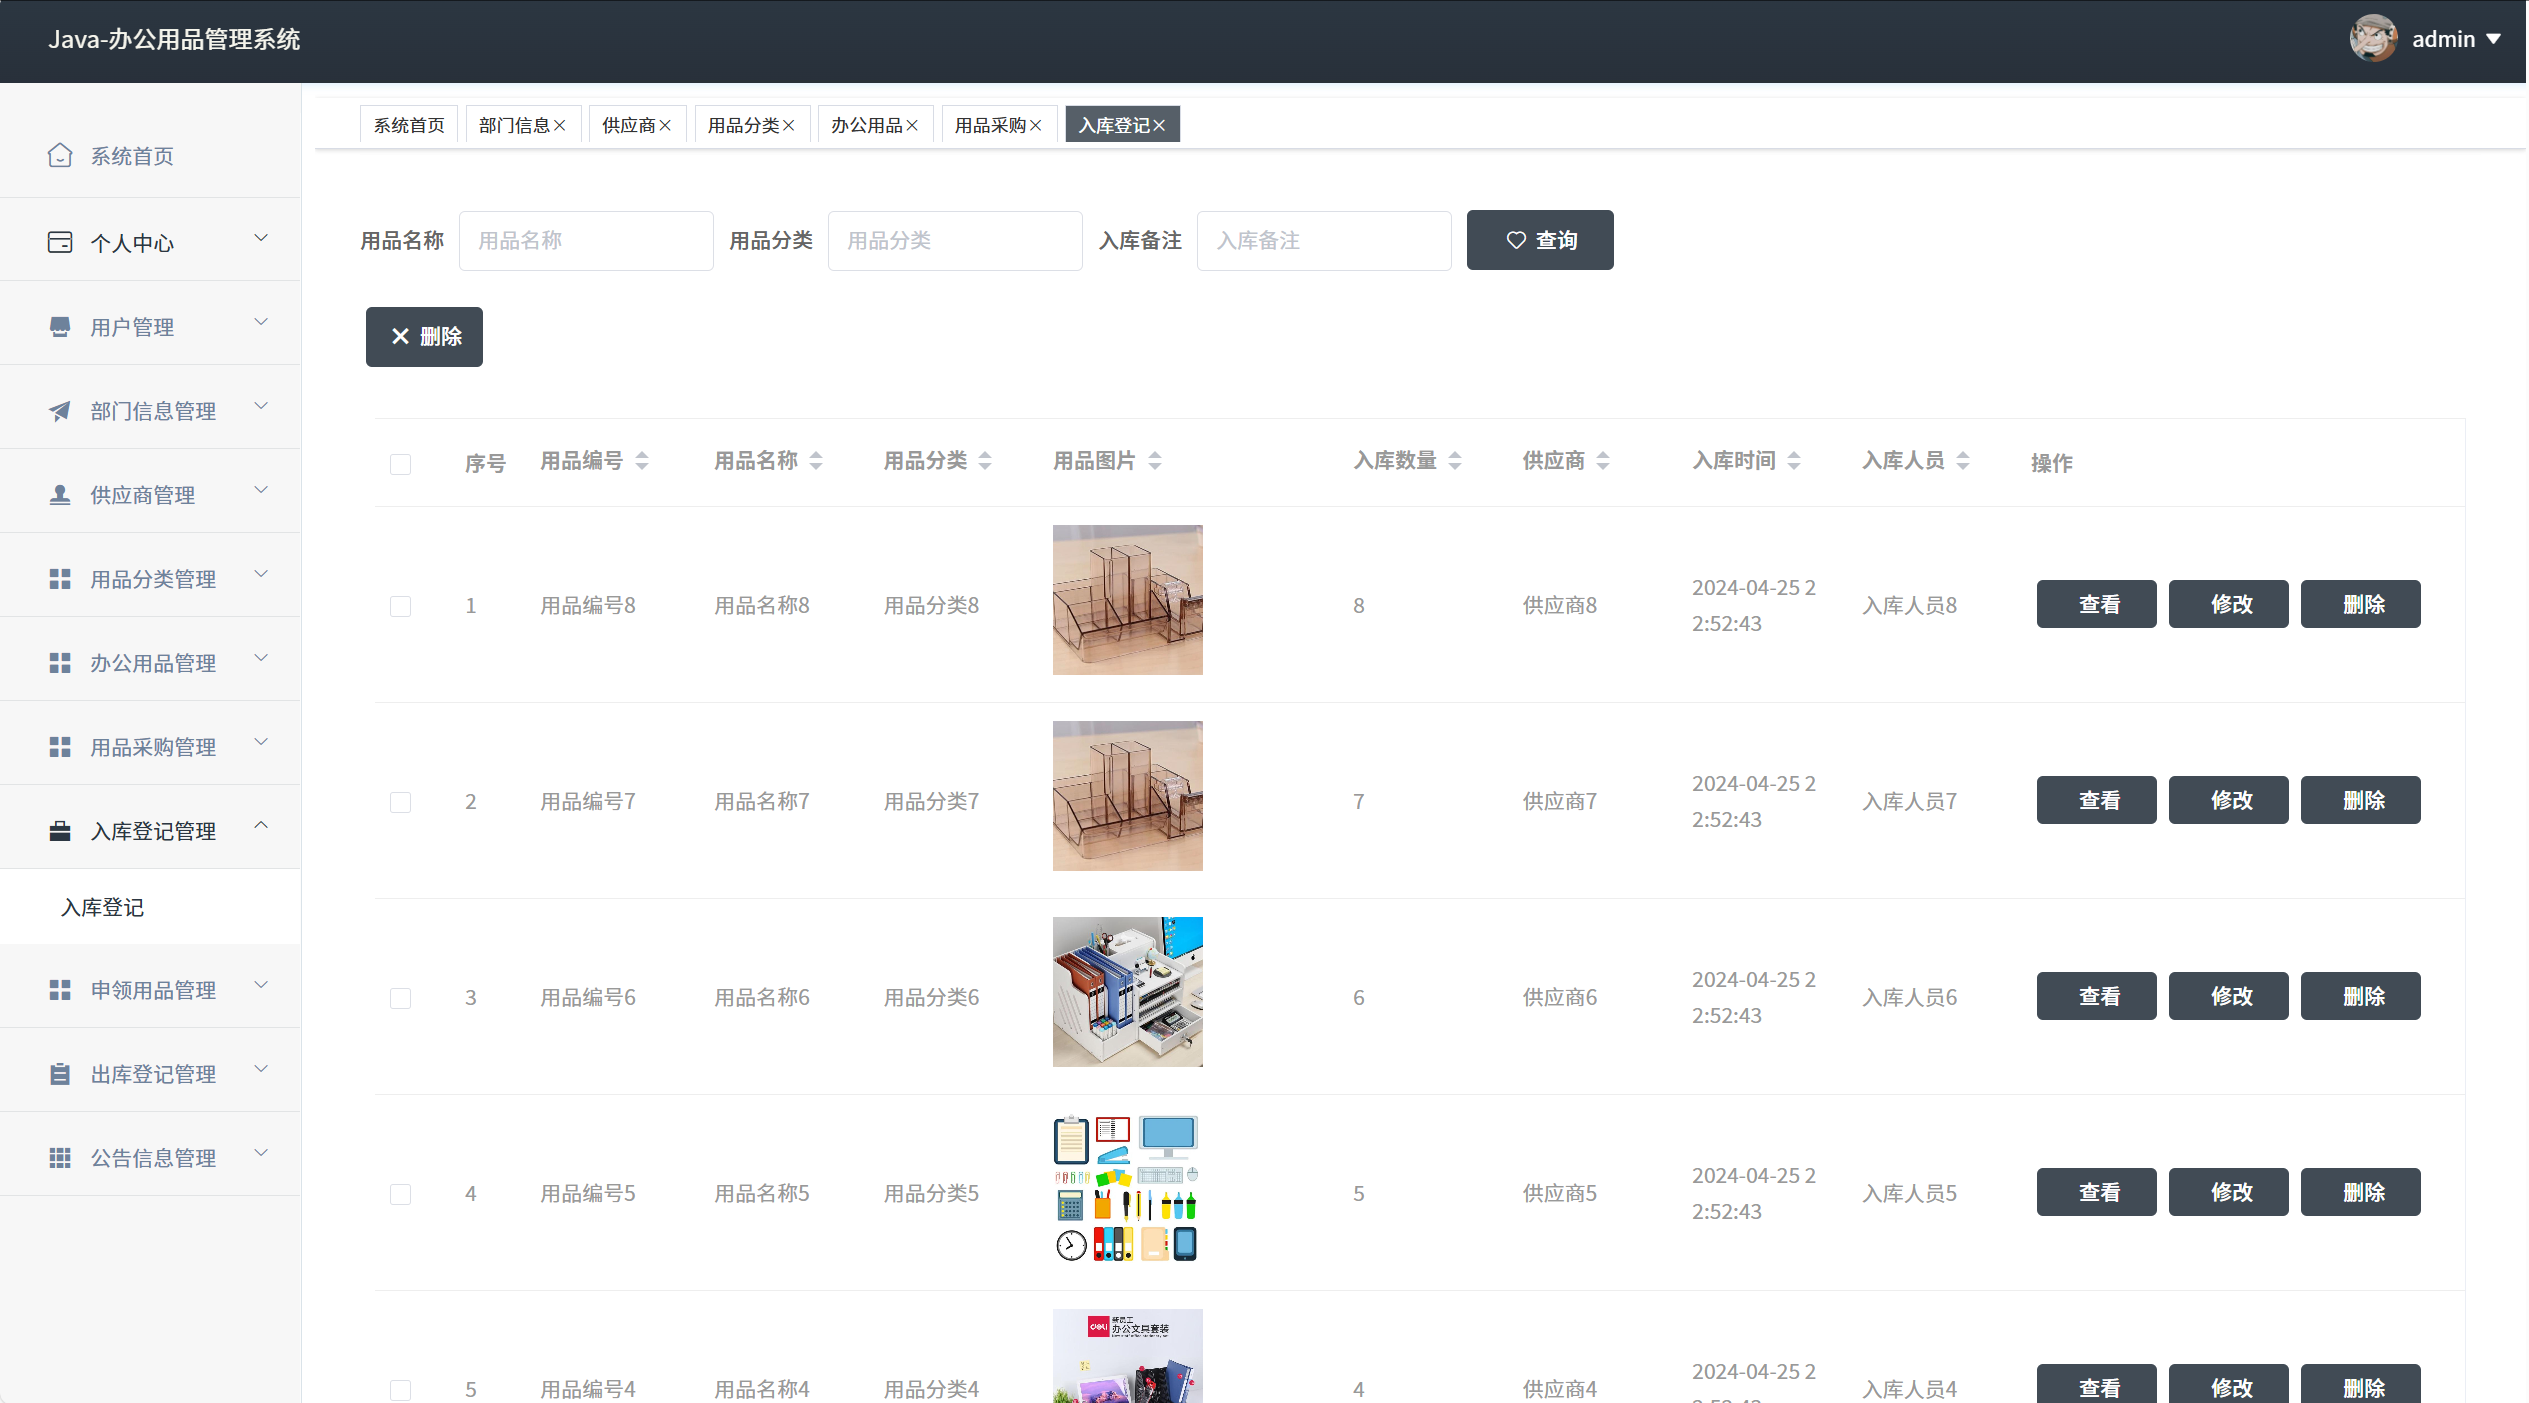 Java-办公用品管理系统
admin
系统首页
个人中心
用户管理
部门信息管理
供应商管理
用品分类管理
办公用品管理
用品采购管理
入库登记管理
入库登记
申领用品管理
出库登记管理
公告信息管理
系统首页 部门信息 供应商 用品分类 办公用品 用品采购 入库登记
用品名称 用品名称 用品分类 用品分类 入库备注 入库备注 查询
删除
序号 用品编号 用品名称 用品分类 用品图片 入库数量 供应商 入库时间 入库人员 操作
1 用品编号8 用品名称8 用品分类8 8 供应商8 2024-04-25 2
2:52:43 入库人员8 查看 修改 删除
2 用品编号7 用品名称7 用品分类7 7 供应商7 2024-04-25 2
2:52:43 入库人员7 查看 修改 删除
3 用品编号6 用品名称6 用品分类6 6 供应商6 2024-04-25 2
2:52:43 入库人员6 查看 修改 删除
4 用品编号5 用品名称5 用品分类5 5 供应商5 2024-04-25 2
2:52:43 入库人员5 查看 修改 删除
deli 新员工
办公文具套装
5 用品编号4 用品名称4 用品分类4 4 供应商4 2024-04-25 2
入库人员4 查看 修改 删除